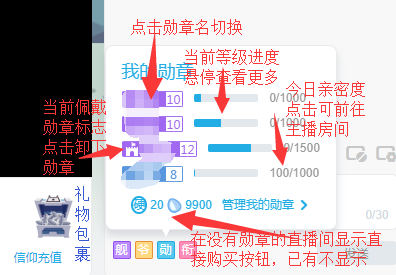 点击勋章名切换
我的勋章
当前等级进度
悬停查看更多
10
0/1000
今日亲密度
点击可前往
主播房间
当前佩戴
勋章标志
点击卸下
勋章
10
0/1000
12
/1500
8
100/1000
硬 20 9900 管理我的勋章
礼物包裹
信仰充值
舰 爷 勋 衔
0/30
在没有勋章的直播间显示直
接购买按钮，已有不显示